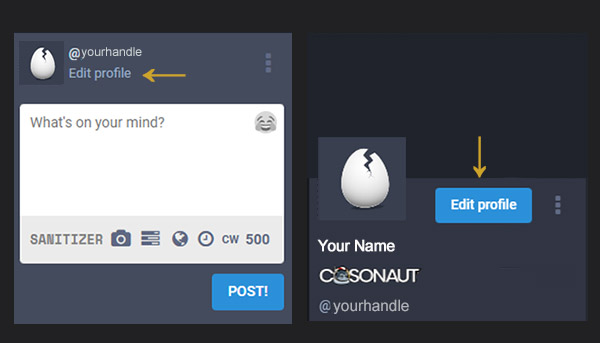 @yourhandle
Edit profile
What's on your mind?
SANITIZER CW 500
POST!
Edit profile
Your Name
COSONAUT
@yourhandle